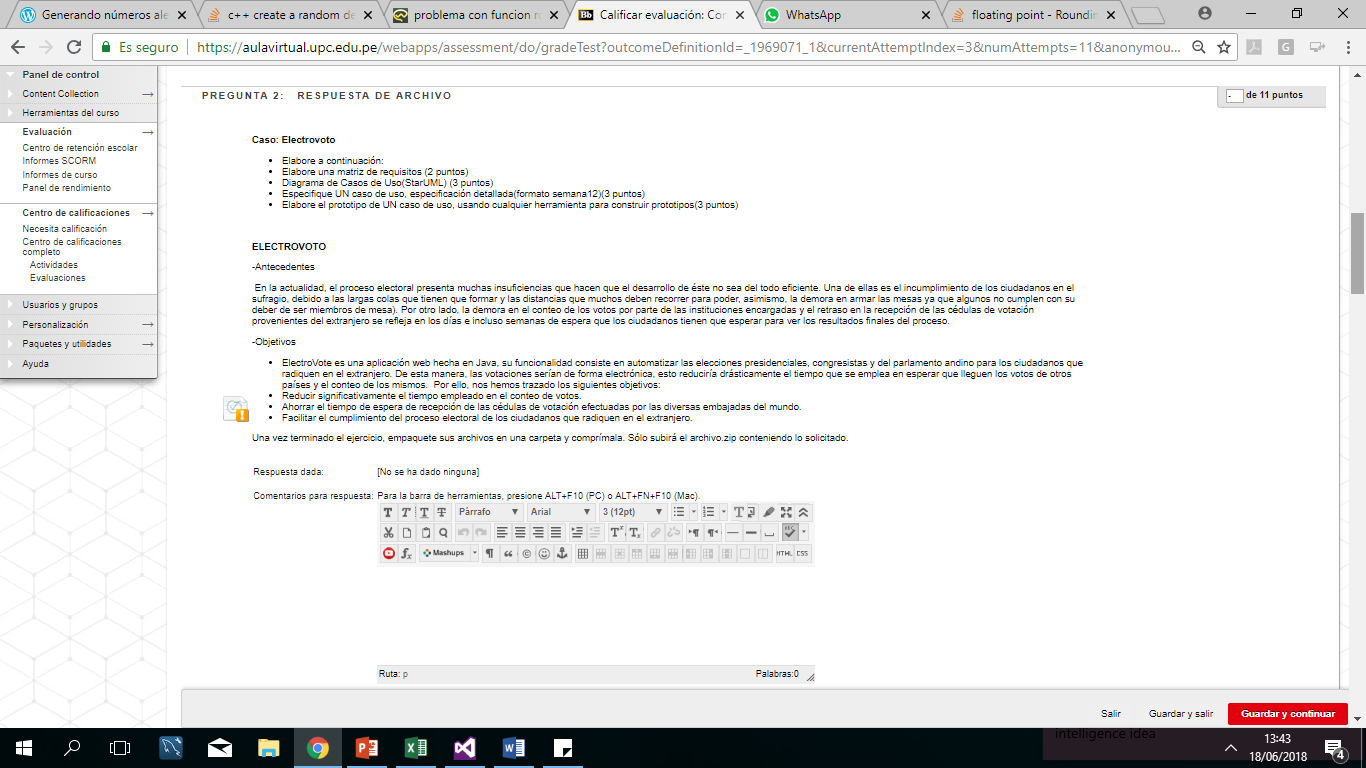 Generando números ale
c++ create a random de
problema con funcion r
Calificar evaluación: Cor
WhatsApp
floating point - Roundin
Es seguro
https://aulavirtual.upc.edu.pe/webapps/assessment/do/gradeTest?outcomeDefinitionId=_1969071_1&currentAttemptIndex=3&numAttempts=11&anonymou...
Panel de control
Content Collection
Herramientas del curso
Evaluación
Centro de retención escolar
Informes SCORM
Informes de curso
Panel de rendimiento
Centro de calificaciones
Necesita calificación
Centro de calificaciones
completo
Actividades
Evaluaciones
Usuarios y grupos
Personalización
Paquetes y utilidades
Ayuda
PREGUNTA 2: RESPUESTA DE ARCHIVO
- de 11 puntos
Caso: Electrovoto
• Elabore a continuación:
• Elabore una matriz de requisitos (2 puntos)
• Diagrama de Casos de Uso(StarUML) (3 puntos)
• Especifique UN caso de uso, especificación detallada(formato semana12)(3 puntos)
• Elabore el prototipo de UN caso de uso, usando cualquier herramienta para construir prototipos(3 puntos)
ELECTROVOTO
-Antecedentes
En la actualidad, el proceso electoral presenta muchas insuficiencias que hacen que el desarrollo de éste no sea del todo eficiente. Una de ellas es el incumplimiento de los ciudadanos en el
sufragio, debido a las largas colas que tienen que formar y las distancias que muchos deben recorrer para poder, asimismo, la demora en armar las mesas ya que algunos no cumplen con su
deber de ser miembros de mesa). Por otro lado, la demora en el conteo de los votos por parte de las instituciones encargadas y el retraso en la recepción de las cédulas de votación
provenientes del extranjero se refleja en los días e incluso semanas de espera que los ciudadanos tienen que esperar para ver los resultados finales del proceso.
-Objetivos
• ElectroVote es una aplicación web hecha en Java, su funcionalidad consiste en automatizar las elecciones presidenciales, congresistas y del parlamento andino para los ciudadanos que
radiquen en el extranjero. De esta manera, las votaciones serían de forma electrónica, esto reduciría drásticamente el tiempo que se emplea en esperar que lleguen los votos de otros
países y el conteo de los mismos. Por ello, nos hemos trazado los siguientes objetivos:
• Reducir significativamente el tiempo empleado en el conteo de votos.
• Ahorrar el tiempo de espera de recepción de las cédulas de votación efectuadas por las diversas embajadas del mundo.
• Facilitar el cumplimiento del proceso electoral de los ciudadanos que radiquen en el extranjero.
Una vez terminado el ejercicio, empaquete sus archivos en una carpeta y comprímala. Sólo subirá el archivo.zip conteniendo lo solicitado.
Respuesta dada: [No se ha dado ninguna]
Comentarios para respuesta: Para la barra de herramientas, presione ALT+F10 (PC) o ALT+FN+F10 (Mac).
T T T T Párrafo Arial 3 (12pt)
Mashups HTML CSS
Ruta: p Palabras:0
Salir Guardar y salir Guardar y continuar
intelligence idea
13:43
18/06/2018
4